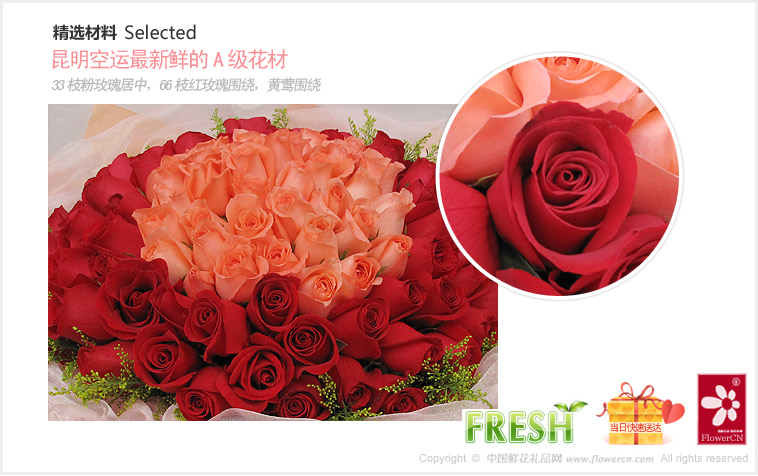 精选材料 Selected
昆明空运最新鲜的 A 级花材
33 枝粉玫瑰居中，66 枝红玫瑰围绕，黄莺围绕
FRESH
当日快速送达
FlowerCN
Copyright © 中国鲜花礼品网 www.flowercn.com All rights reserved.